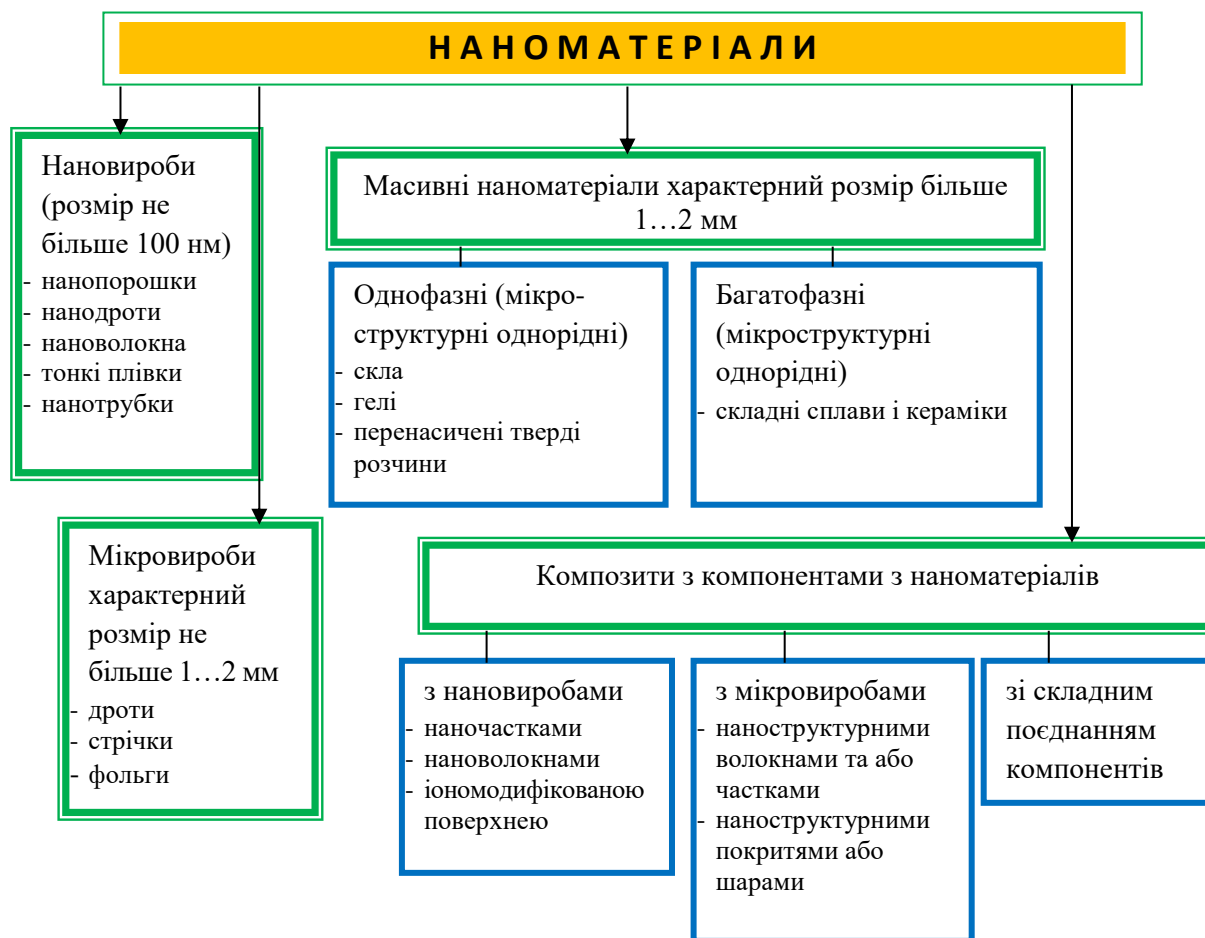 НАНОМАТЕРІАЛИ
Нановироби
(розмір не
більше 100 нм)
- нанопорошки
- нанодроти
- нановолокна
- тонкі плівки
- нанотрубки
Мікровироби
характерний
розмір не
більше 1…2 мм
- дроти
- стрічки
- фольги
Масивні наноматеріали характерний розмір більше
1…2 мм
Однофазні (мікро-
структурні однорідні)
- скла
- гелі
- перенасичені тверді
розчини
Багатофазні
(мікроструктурні
однорідні)
- складні сплави і кераміки
Композити з компонентами з наноматеріалів
з нановиробами
- наночастками
- нановолокнами
- іономодифікованою
поверхнею
з мікровиробами
- наноструктурними
волокнами та або
частками
- наноструктурними
покритями або
шарами
зі складним
поєднанням
компонентів